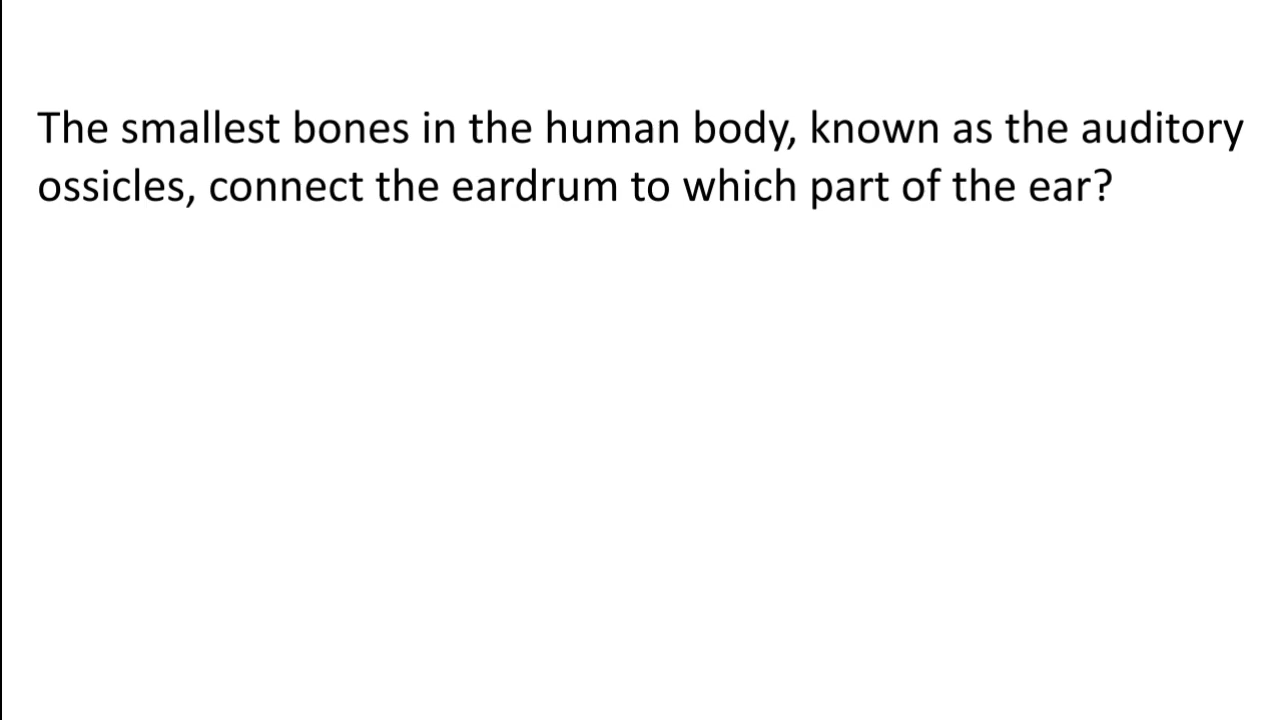 The smallest bones in the human body, known as the auditory
ossicles, connect the eardrum to which part of the ear?